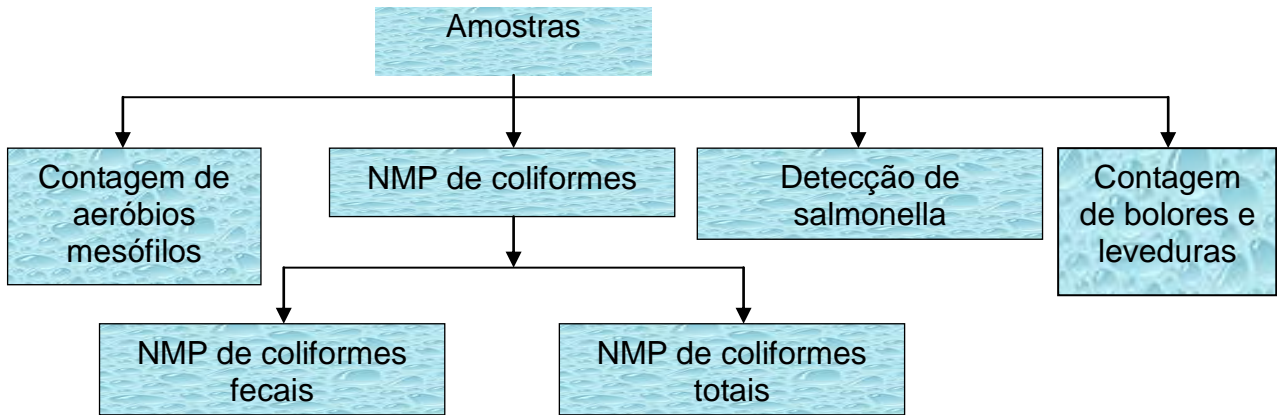 Amostras
Contagem de
aeróbios
mesófilos
NMP de coliformes
Detecção de
salmonella
Contagem
de bolores e
leveduras
NMP de coliformes
fecais
NMP de coliformes
totais